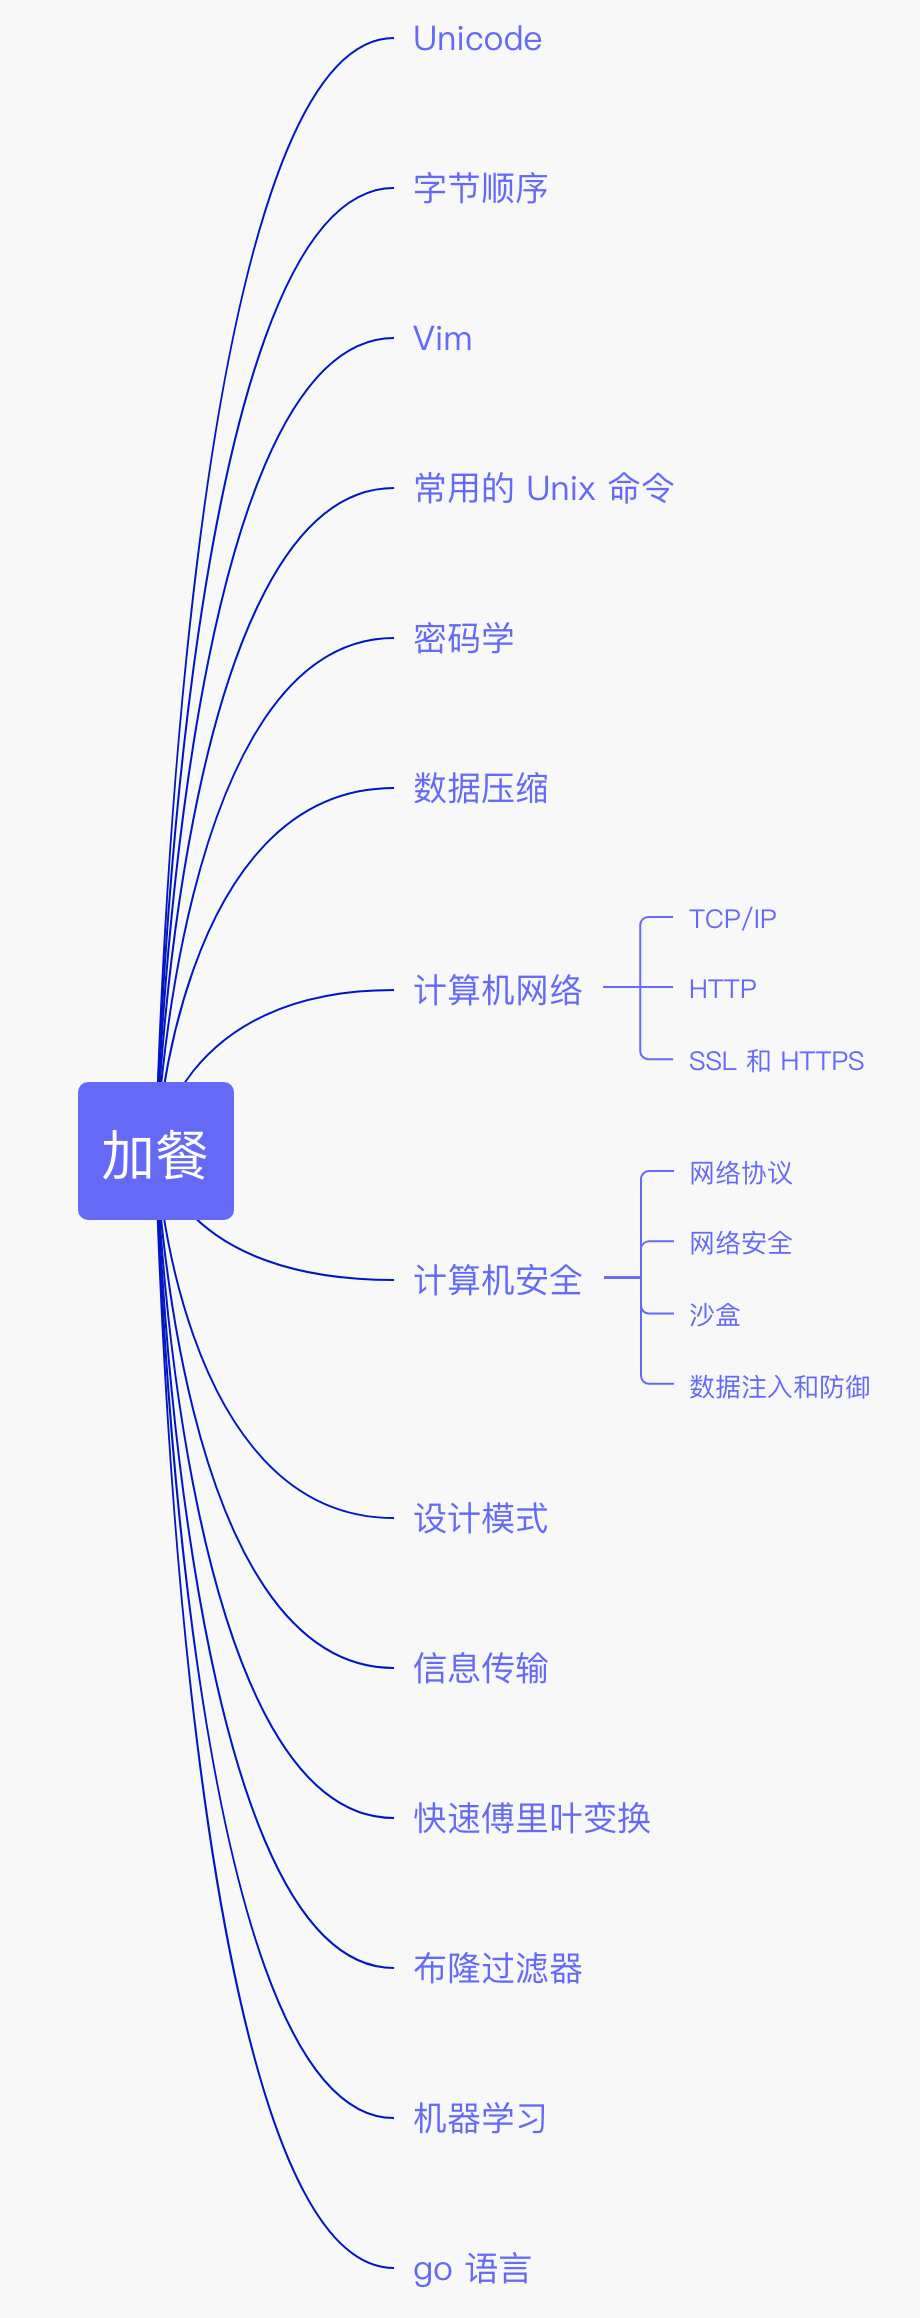 Unicode
字节顺序
Vim
常用的 Unix 命令
密码学
数据压缩
计算机网络
TCP/IP
HTTP
SSL 和 HTTPS
加餐
计算机安全
网络协议
网络安全
沙盒
数据注入和防御
设计模式
信息传输
快速傅里叶变换
布隆过滤器
机器学习
go 语言